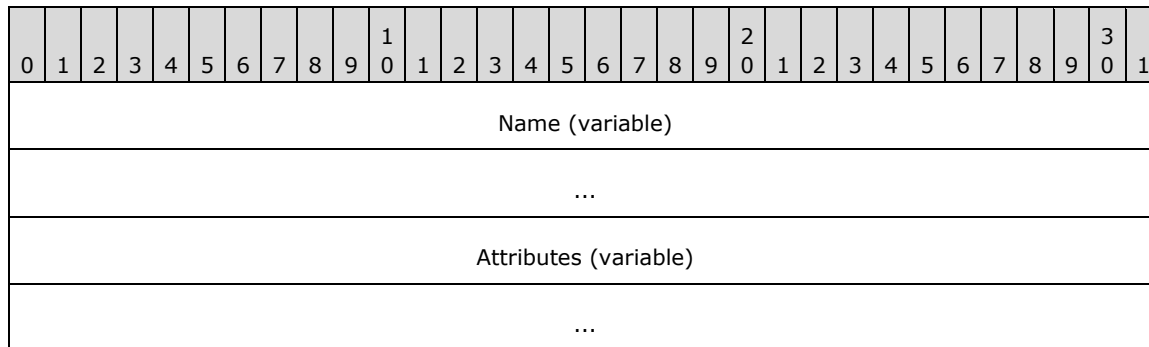 1 2 3
0 1 2 3 4 5 6 7 8 9 0 1 2 3 4 5 6 7 8 9 0 1 2 3 4 5 6 7 8 9 0 1
Name (variable)
...
Attributes (variable)
...